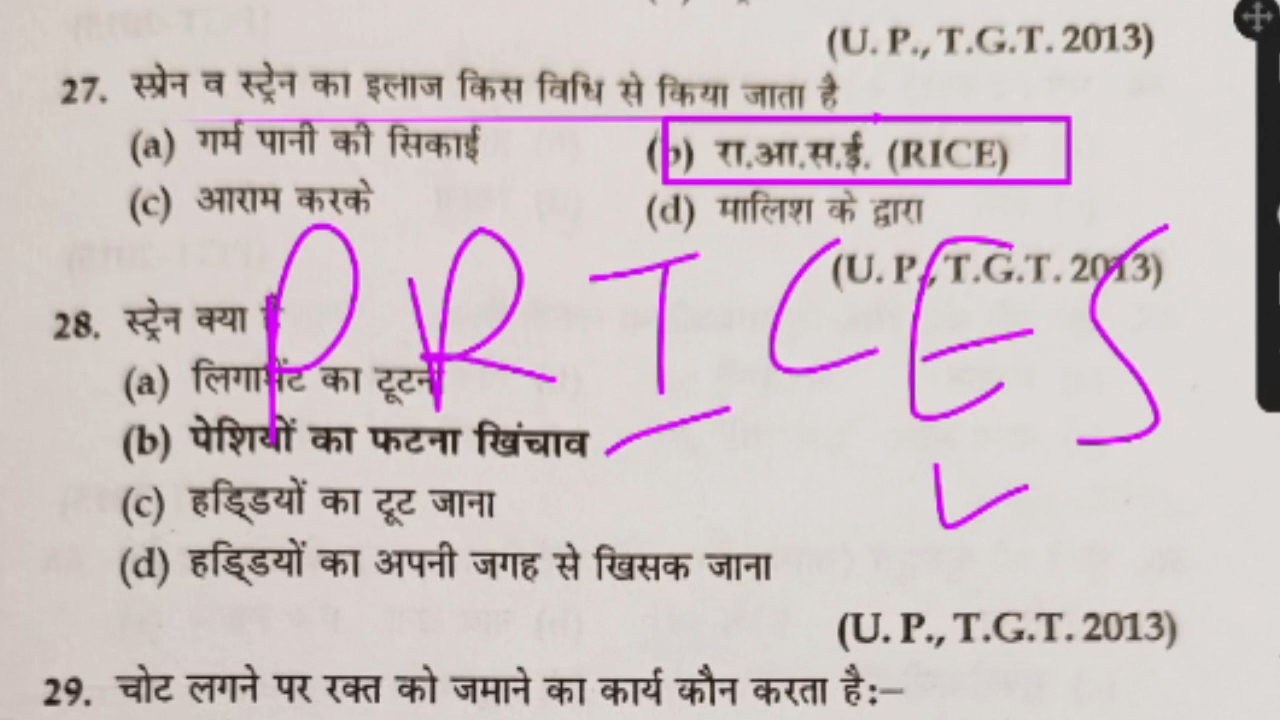 (U. P., T.G.T. 2013)
27. स्प्रेन व स्ट्रेन का इलाज किस विधि से किया जाता है
(a) गर्म पानी की सिकाई (b) रा.आ.स.ई. (RICE)
(c) आराम करके (d) मालिश के द्वारा
(U. P., T.G.T. 2013)
PRICES
28. स्ट्रेन क्या है
(a) लिगामेंट का टूटना
(b) पेशियों का फटना खिंचाव
(c) हड्डियों का टूट जाना
(d) हड्डियों का अपनी जगह से खिसक जाना
(U. P., T.G.T. 2013)
29. चोट लगने पर रक्त को जमाने का कार्य कौन करता है:–